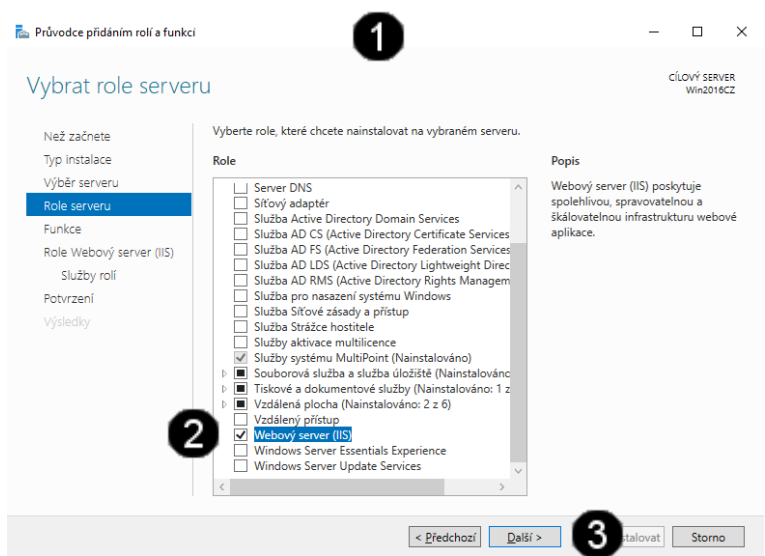 Průvodce přidáním rolí a funkcí
1
Vybrat role serveru
CÍLOVÝ SERVER
Win2016CZ
Než začnete
Typ instalace
Výběr serveru
Role serveru
Funkce
Role Webový server (IIS)
Služby rolí
Potvrzení
Výsledky
Vyberte role, které chcete nainstalovat na vybraném serveru.
Role
Server DNS
Síťový adaptér
Služba Active Directory Domain Services
Služba AD CS (Active Directory Certificate Services
Služba AD FS (Active Directory Federation Services
Služba AD LDS (Active Directory Lightweight Direc
Služba AD RMS (Active Directory Rights Managem
Služba pro nasazení systému Windows
Služba Síťové zásady a přístup
Služba Strážce hostitele
Služby aktivace multilicence
Služby systému MultiPoint (Nainstalováno)
Souborová služba a služba úložiště (Nainstalováno
Tiskové a dokumentové služby (Nainstalováno: 1 z
Vzdálená plocha (Nainstalováno: 2 z 6)
Vzdálený přístup
2
Webový server (IIS)
Windows Server Essentials Experience
Windows Server Update Services
Popis
Webový server (IIS) poskytuje
spolehlivou, spravovatelnou a
škálovatelnou infrastrukturu webové
aplikace.
< Předchozí
Další >
3
stalovat
Storno